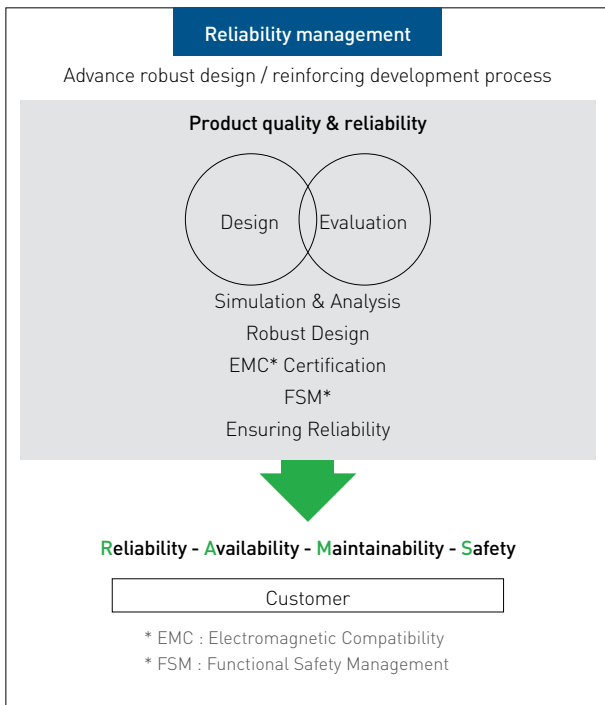 Reliability management
Advance robust design / reinforcing development process
Product quality & reliability
Design
Evaluation
Simulation & Analysis
Robust Design
EMC* Certification
FSM*
Ensuring Reliability
Reliability - Availability - Maintainability - Safety
Customer
* EMC : Electromagnetic Compatibility
* FSM : Functional Safety Management